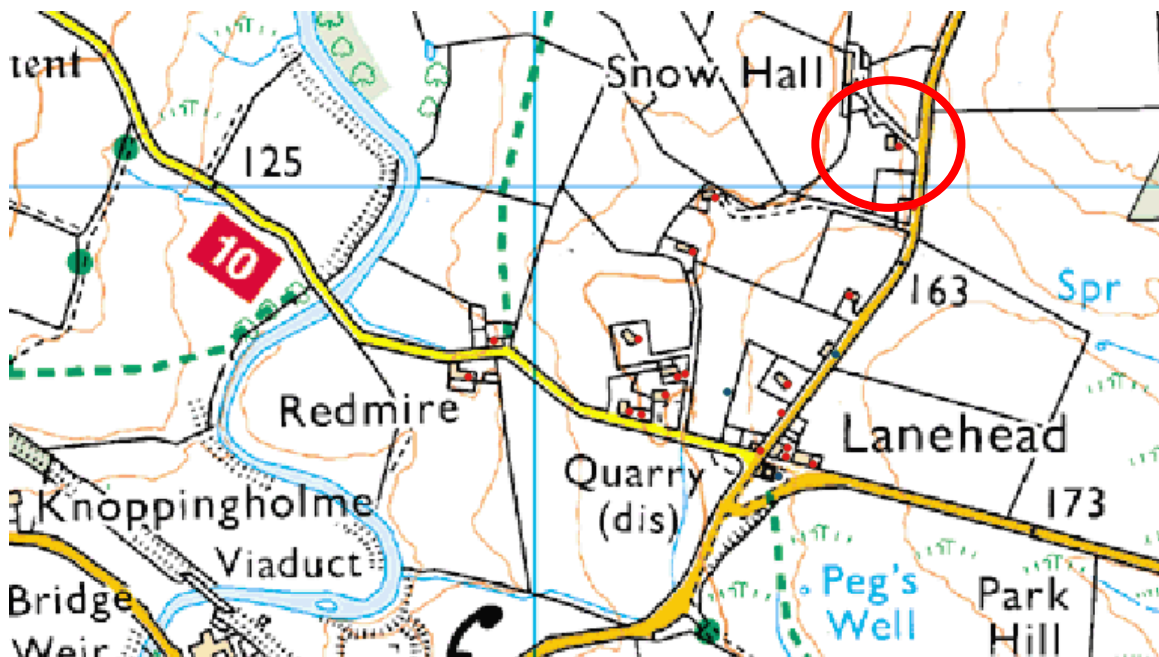 Snow Hall
125
10
163
Spr
Redmire
Lanehead
Quarry
(dis)
173
Knoppingholme
Viaduct
Peg's
Well
Park
Hill
Bridge
Weir